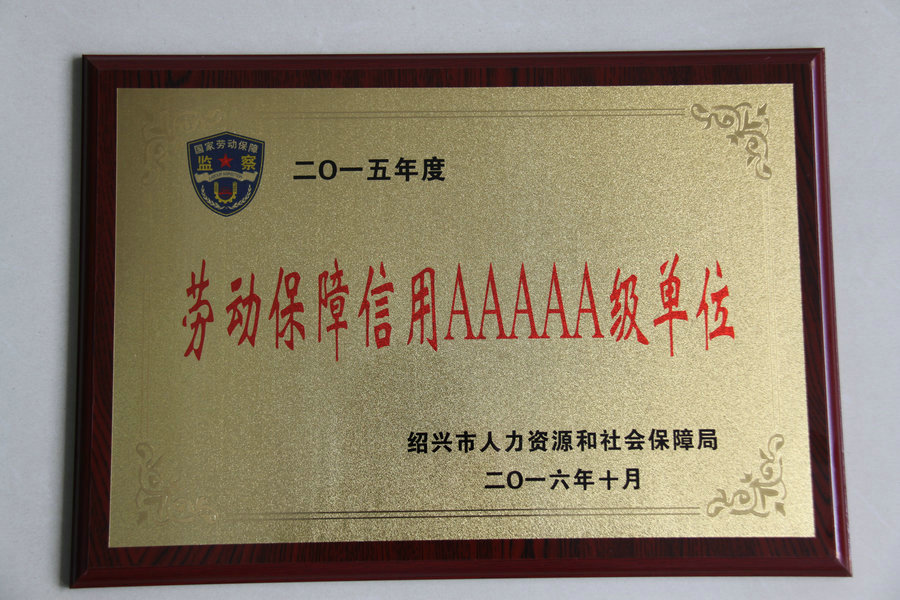 国家劳动保障
监察
二〇一五年度
劳动保障信用AAAAA级单位
绍兴市人力资源和社会保障局
二〇一六年十月